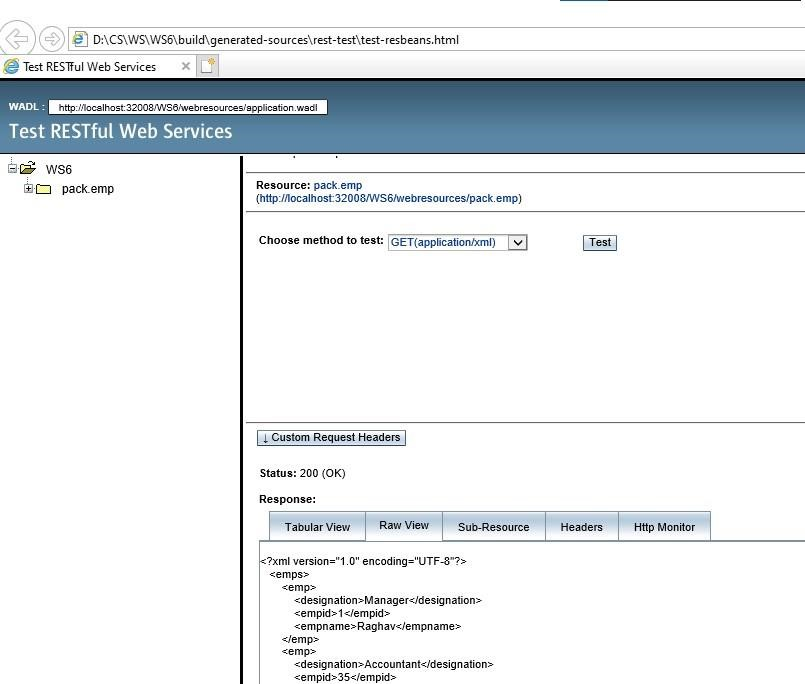 D:\CS\WS\WS6\build\generated-sources\rest-test\test-resbeans.html
Test RESTful Web Services
WADL : http://localhost:32008/WS6/webresources/application.wadl
Test RESTful Web Services
WS6
pack.emp
Resource: pack.emp
(http://localhost:32008/WS6/webresources/pack.emp)
Choose method to test: GET(application/xml) Test
↓ Custom Request Headers
Status: 200 (OK)
Response:
Tabular View Raw View Sub-Resource Headers Http Monitor
<?xml version="1.0" encoding="UTF-8"?>
<emps>
<emp>
<designation>Manager</designation>
<empid>1</empid>
<empname>Raghav</empname>
</emp>
<emp>
<designation>Accountant</designation>
<empid>35</empid>